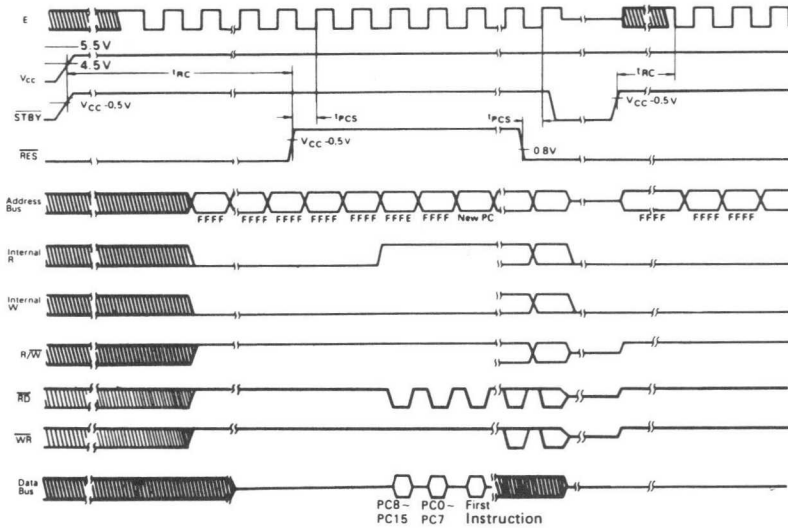 E
5.5V
4.5V
tRC
tRC
VCC
VCC -0.5V
VCC -0.5V
STBY
tPCS
tPCS
VCC -0.5V
0.8V
RES
Address
Bus
FFFF FFFF FFFF FFFF FFFF FFFE FFFF New PC FFFF FFFF FFFF
Internal
R
Internal
W
R/W
RD
WR
Data
Bus
PC8~ PC0~ First
PC15 PC7 Instruction